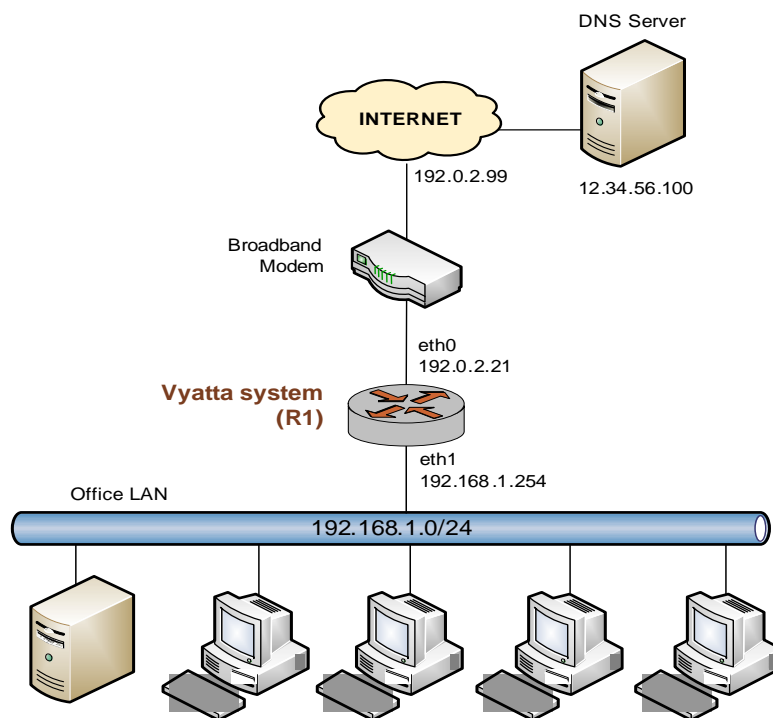 DNS Server
INTERNET
192.0.2.99
12.34.56.100
Broadband
Modem
eth0
192.0.2.21
Vyatta system
(R1)
eth1
192.168.1.254
Office LAN
192.168.1.0/24